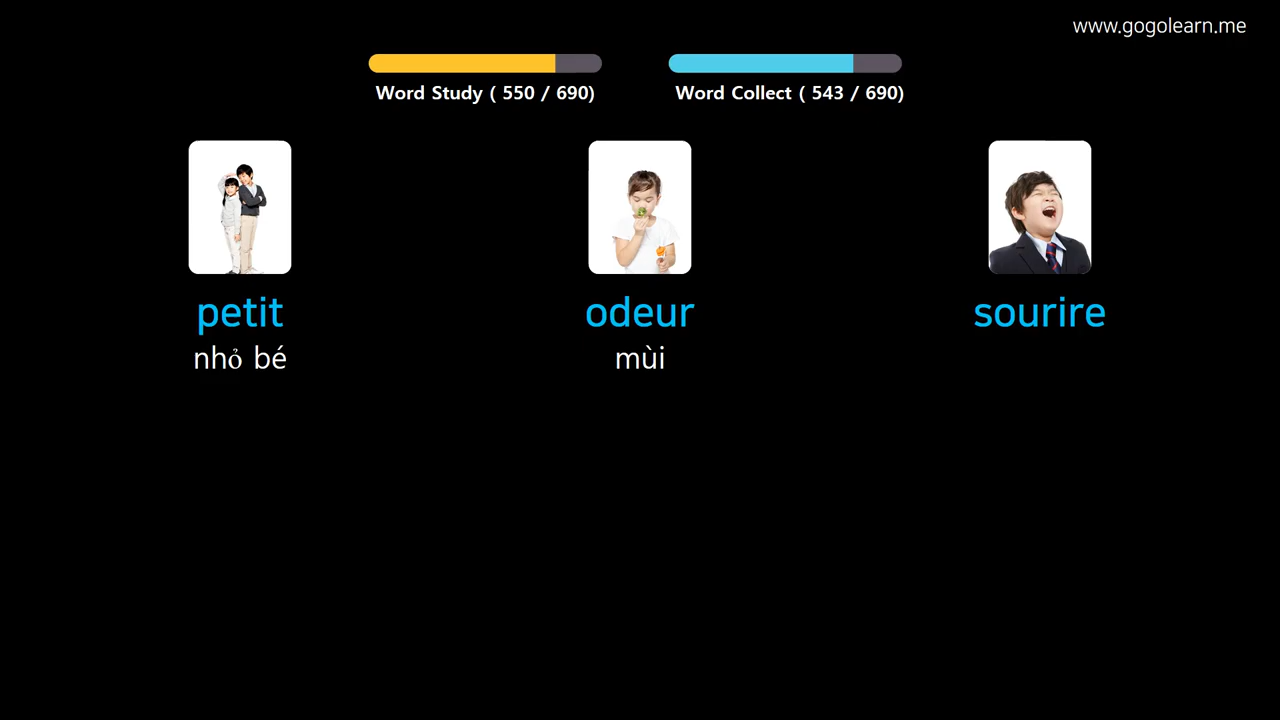 www.gogolearn.me
Word Study ( 550 / 690)
Word Collect ( 543 / 690)
petit
odeur
sourire
nhỏ bé
mùi